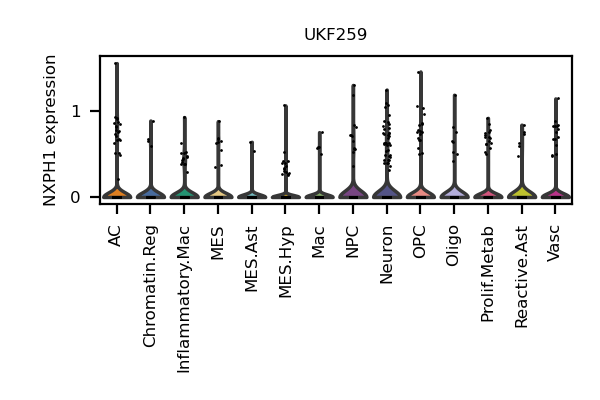 UKF259
NXPH1 expression
1
0
AC
Chromatin.Reg
Inflammatory.Mac
MES
MES.Ast
MES.Hyp
Mac
NPC
Neuron
OPC
Oligo
Prolif.Metab
Reactive.Ast
Vasc